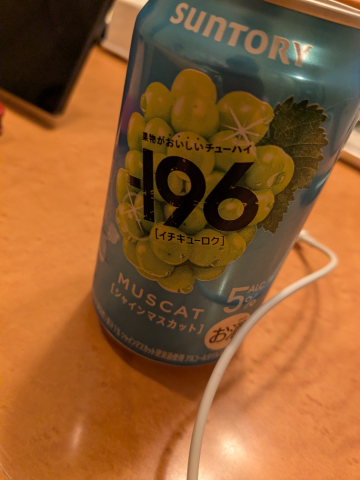 SUNTORY
果物がおいしいチューハイ
-196
[イチキューロク]
MUSCAT
[シャインマスカット]
ALC.
5%